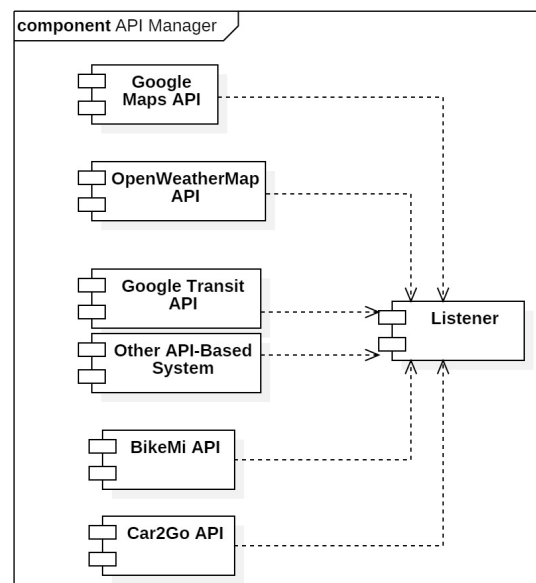 component API Manager
Google
Maps API
OpenWeatherMap
API
Google Transit
API
Listener
Other API-Based
System
BikeMi API
Car2Go API